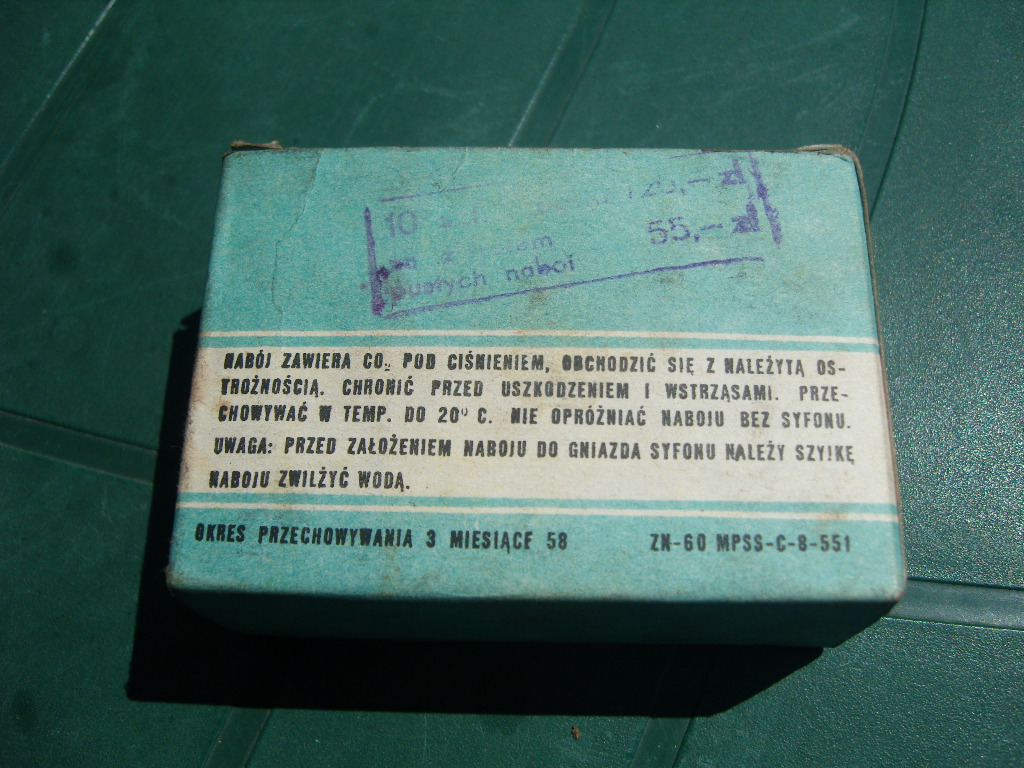 10
55,-zł
pustych naboi
NABÓJ ZAWIERA CO₂ POD CIŚNIENIEM, OBCHODZIĆ SIĘ Z NALEŻYTĄ OS-
TROŻNOŚCIĄ. CHRONIĆ PRZED USZKODZENIEM I WSTRZĄSAMI. PRZE-
CHOWYWAĆ W TEMP. DO 20° C. NIE OPRÓŻNIAĆ NABOJU BEZ SYFONU.
UWAGA: PRZED ZAŁOŻENIEM NABOJU DO GNIAZDA SYFONU NALEŻY SZYJKĘ
NABOJU ZWILŻYĆ WODĄ.
OKRES PRZECHOWYWANIA 3 MIESIĄCE 58 ZN-60 MPSS-C-8-551